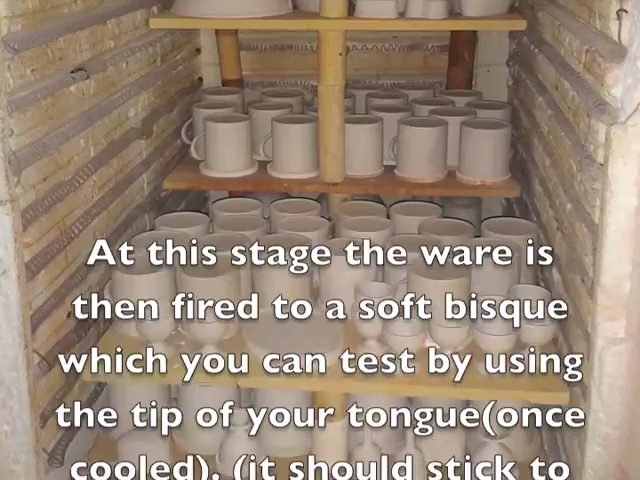 At this stage the ware is
then fired to a soft bisque
which you can test by using
the tip of your tongue(once
cooled). (it should stick to